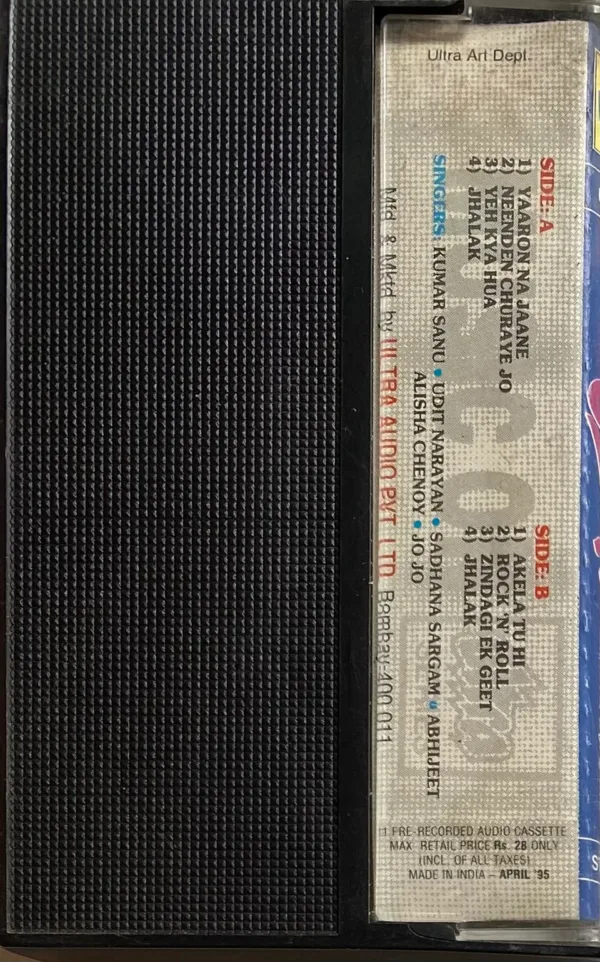 Ultra Art Dept.
SIDE: A
1) YAARON NA JAANE
2) NEENDEN CHURAYE JO
3) YEH KYA HUA
4) JHALAK
SIDE: B
1) AKELA TU HI
2) ROCK 'N' ROLL
3) ZINDAGI EK GEET
4) JHALAK
SINGERS: KUMAR SANU • UDIT NARAYAN • SADHANA SARGAM • ABHIJEET
ALISHA CHENOY • JO JO
Mfd. & Mktd. by ULTRA AUDIO PVT. LTD. Bombay-400 011
1 PRE-RECORDED AUDIO CASSETTE
MAX. RETAIL PRICE Rs. 28 ONLY
(INCL. OF ALL TAXES)
MADE IN INDIA – APRIL '95